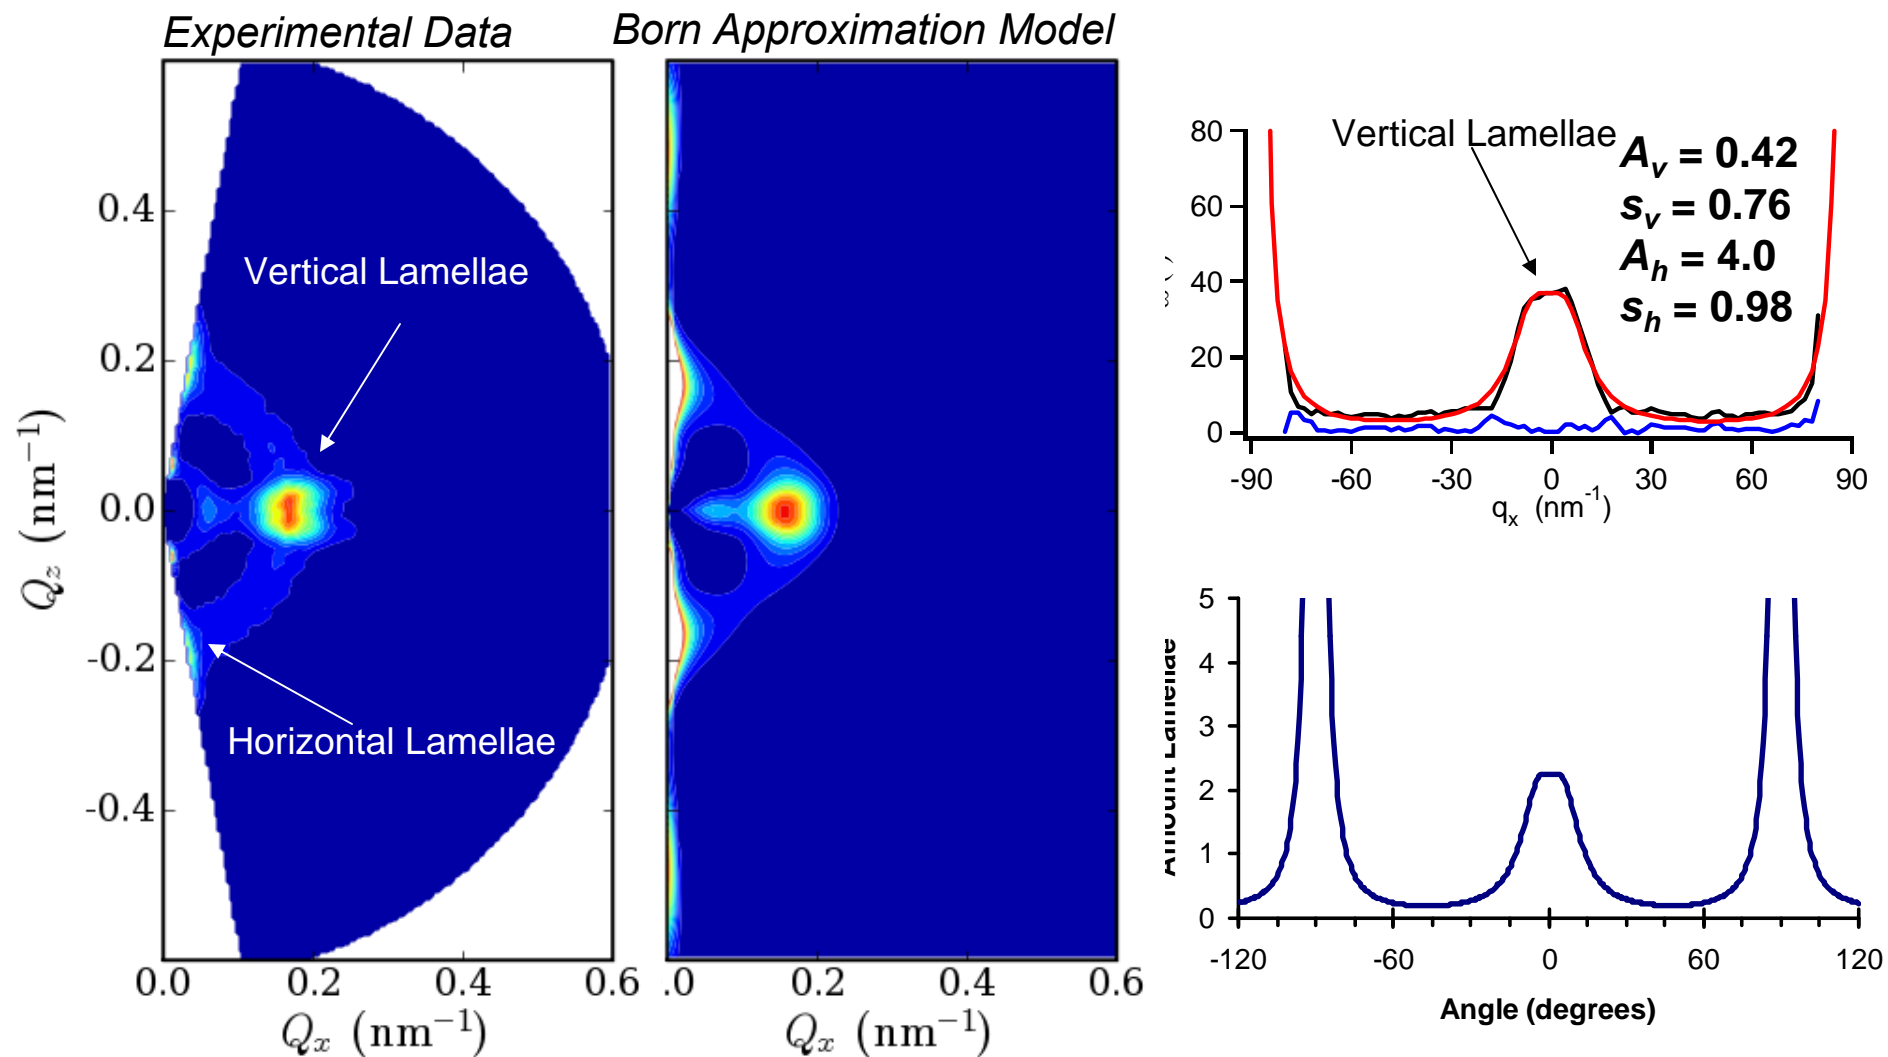 Experimental Data
Born Approximation Model
Vertical Lamellae
Horizontal Lamellae
0.4
0.2
0.0
-0.2
-0.4
Q_z (nm⁻¹)
0.0 0.2 0.4 0.6
Q_x (nm⁻¹)
.0 0.2 0.4 0.6
Q_x (nm⁻¹)
Vertical Lamellae
A_v = 0.42
s_v = 0.76
A_h = 4.0
s_h = 0.98
80
60
40
20
0
-90 -60 -30 0 30 60 90
q_x (nm⁻¹)
5
4
3
2
1
0
Amount Lamellae
-120 -60 0 60 120
Angle (degrees)